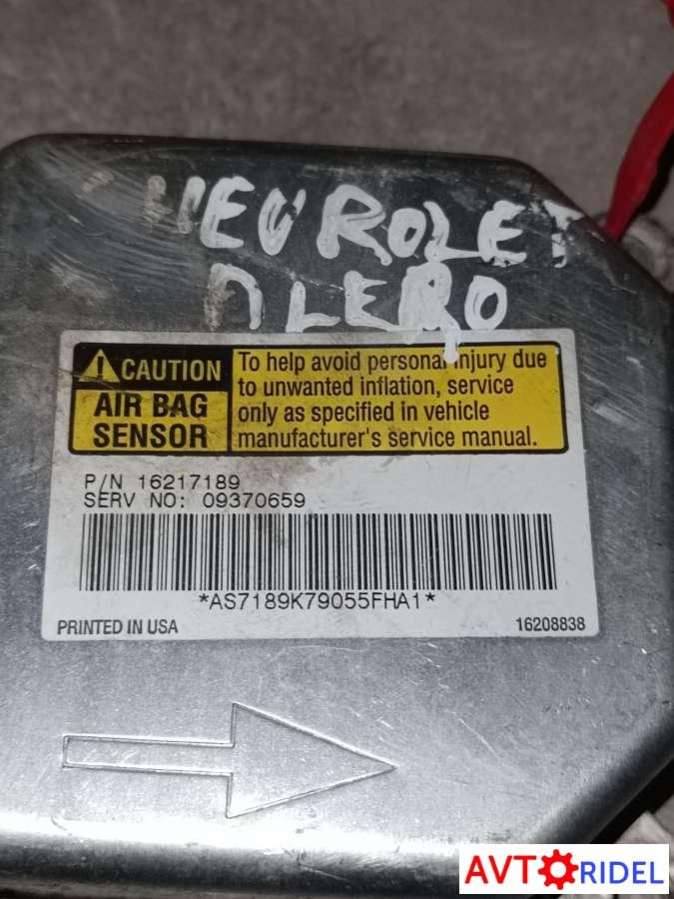 HEVROLET
ALERO
CAUTION
AIR BAG
SENSOR
To help avoid personal injury due
to unwanted inflation, service
only as specified in vehicle
manufacturer's service manual.
P/N 16217189
SERV NO: 09370659
*AS7189K79055FHA1*
PRINTED IN USA
16208838
AVTORIDEL